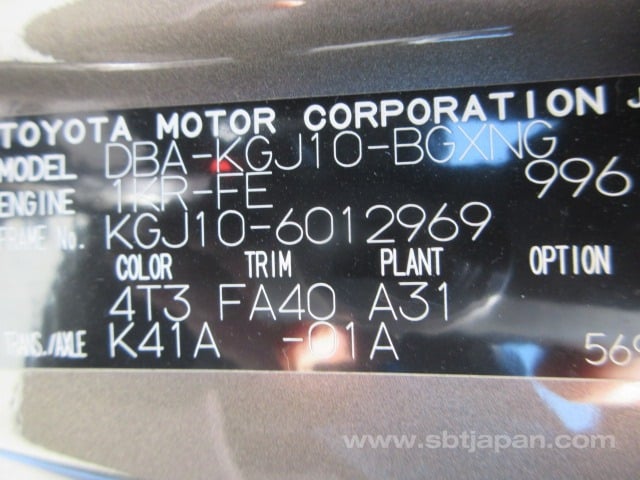 TOYOTA MOTOR CORPORATION J
MODEL DBA-KGJ10-BGXNG
ENGINE 1KR-FE 996
FRAME No. KGJ10-6012969
COLOR TRIM PLANT OPTION
4T3 FA40 A31
TRANS./AXLE K41A -01A 569
www.sbtjapan.com